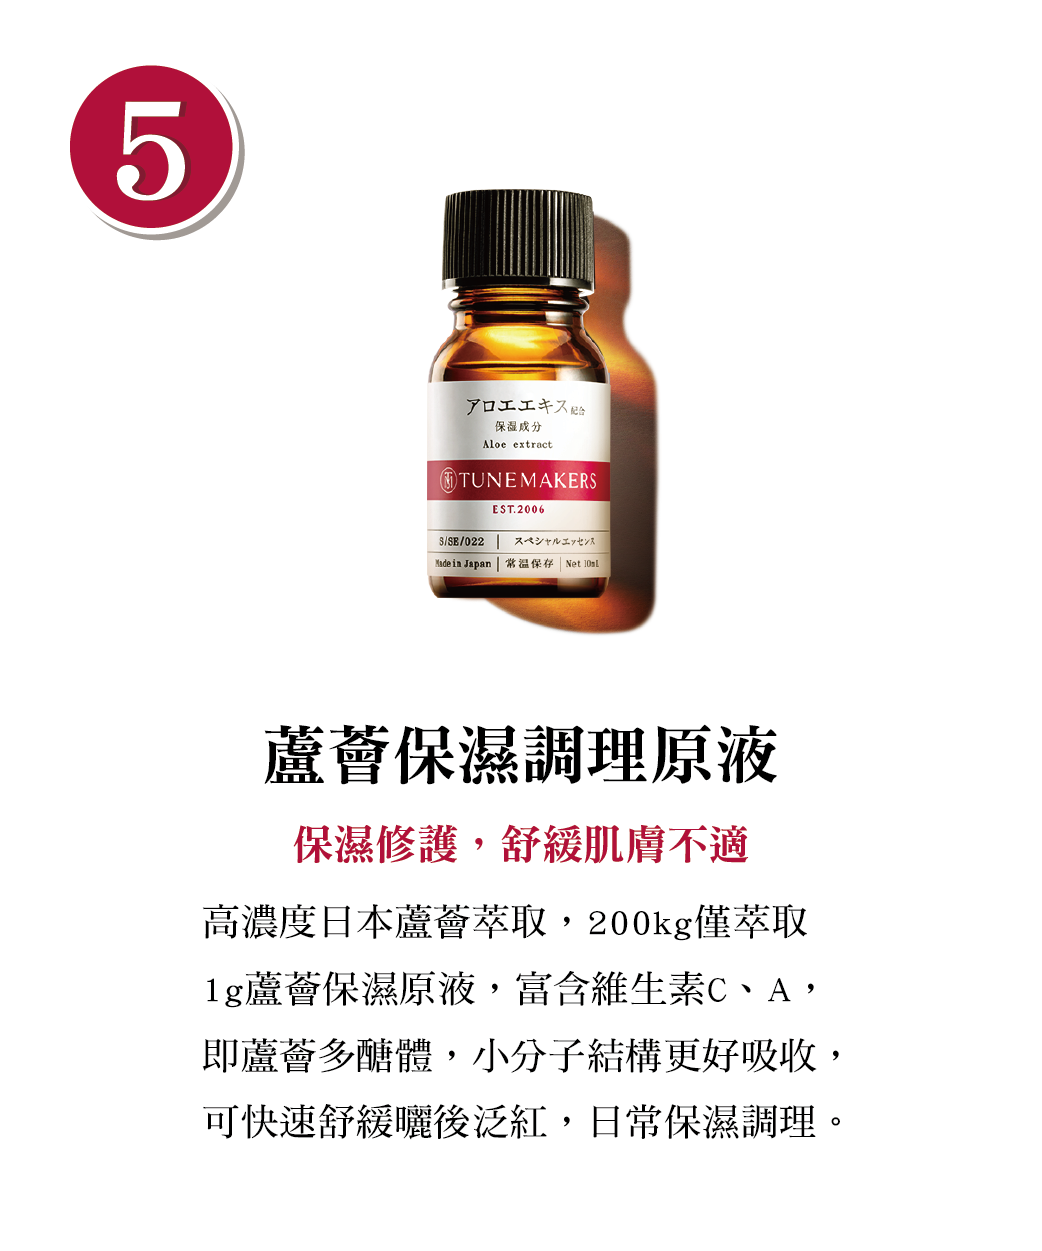 5
アロエエキス配合
保湿成分
Aloe extract
TUNEMAKERS
EST.2006
S/SE/022 | スペシャルエッセンス
Made in Japan | 常温保存 | Net 10mL
蘆薈保濕調理原液
保濕修護，舒緩肌膚不適
高濃度日本蘆薈萃取，200kg僅萃取
1g蘆薈保濕原液，富含維生素C、A，
即蘆薈多醣體，小分子結構更好吸收，
可快速舒緩曬後泛紅，日常保濕調理。